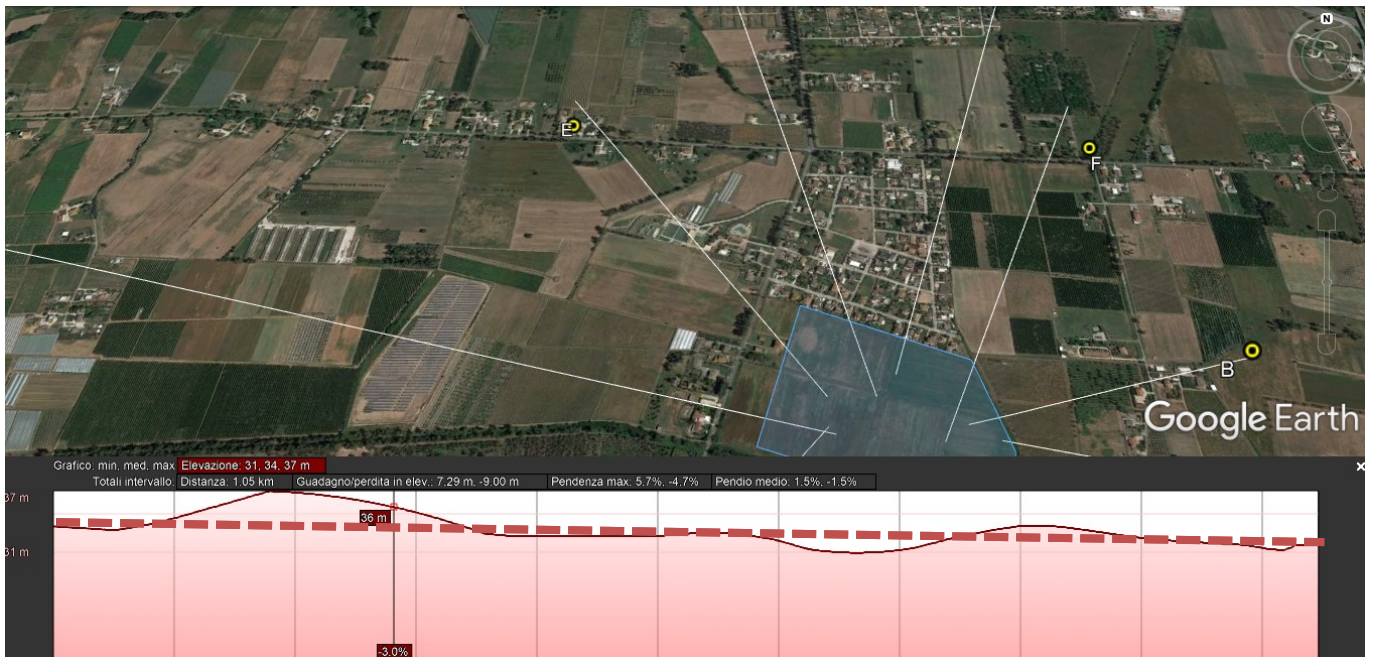 N
E
F
B
Google Earth
Grafico: min. med. max Elevazione: 31, 34, 37 m
Totali intervallo: Distanza: 1.05 km Guadagno/perdita in elev.: 7.29 m, -9.00 m Pendenza max: 5.7%, -4.7% Pendio medio: 1.5%, -1.5%
37 m
36 m
31 m
-3.0%